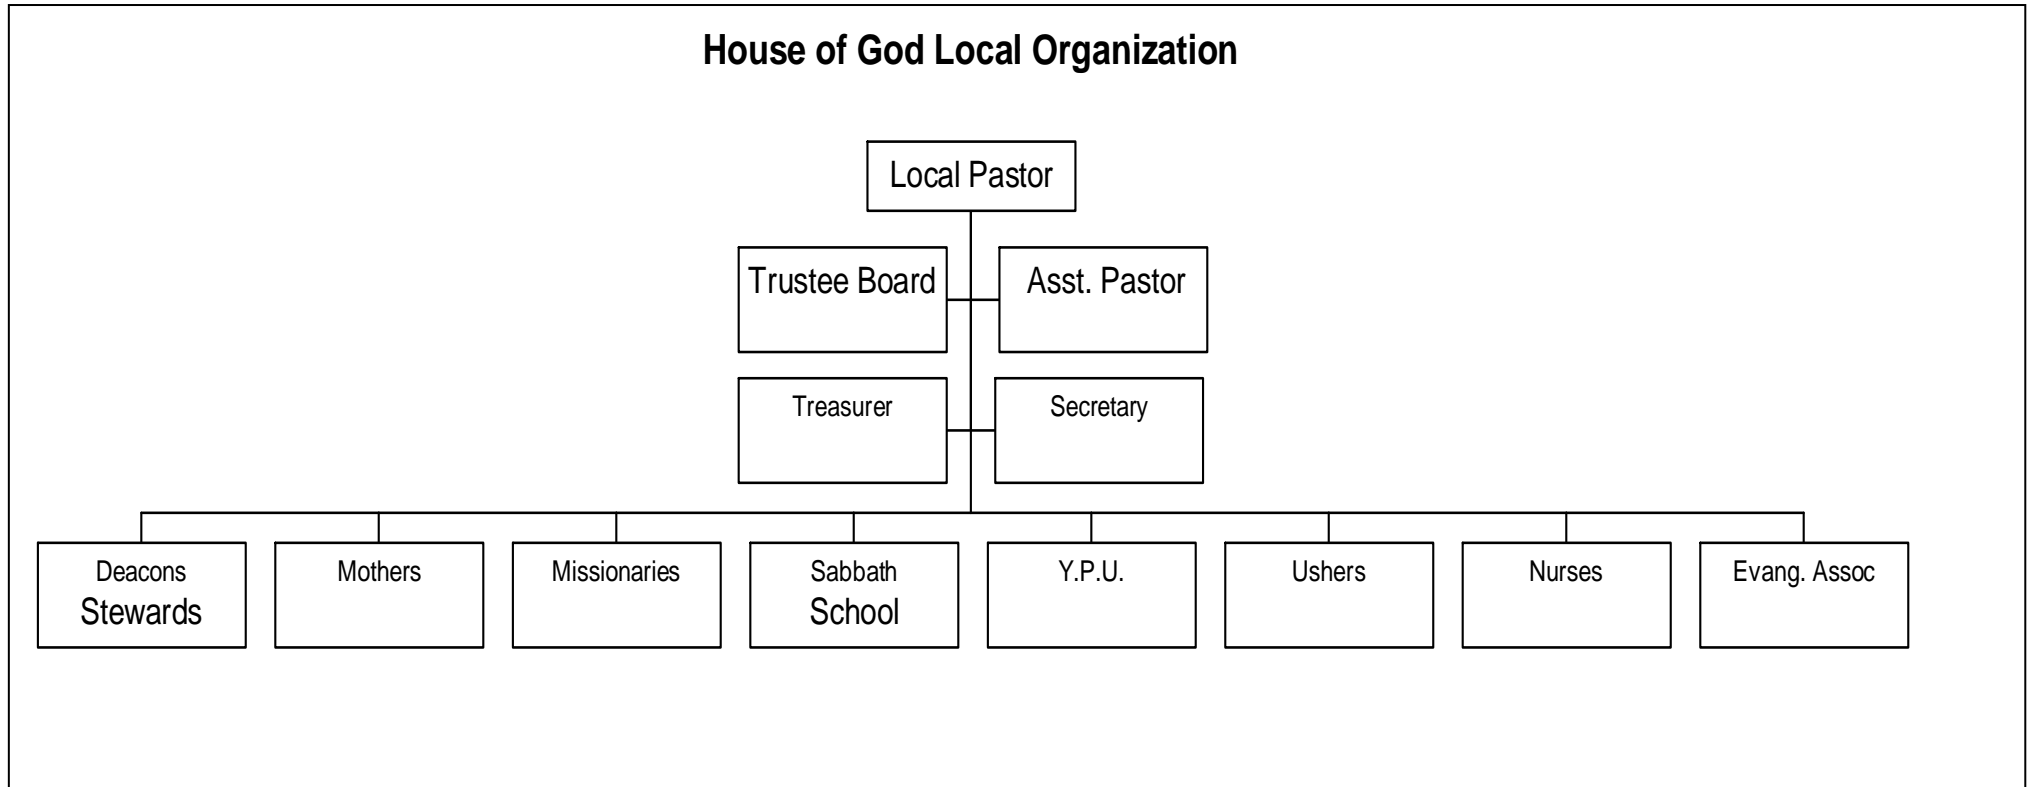 House of God Local Organization
Local Pastor
Trustee Board
Asst. Pastor
Treasurer
Secretary
Deacons
Stewards
Mothers
Missionaries
Sabbath
School
Y.P.U.
Ushers
Nurses
Evang. Assoc